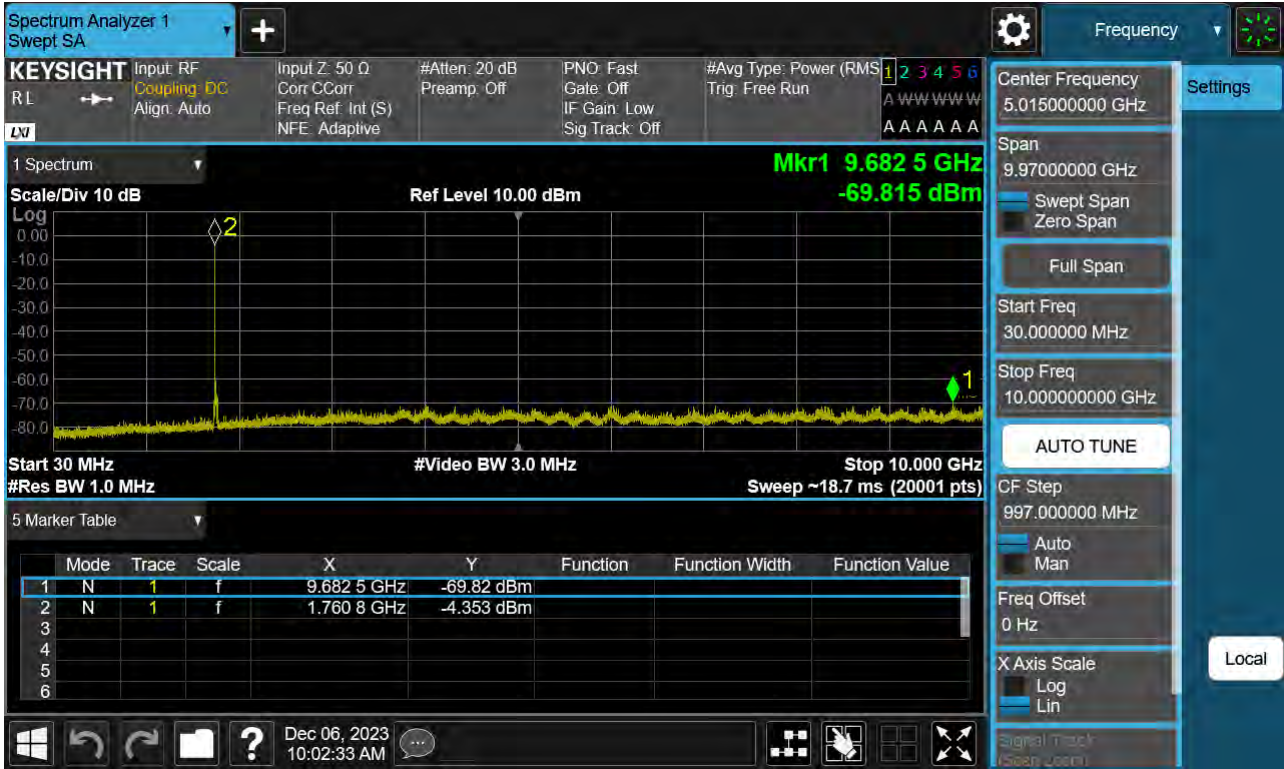 Spectrum Analyzer 1
Swept SA
Frequency
KEYSIGHT
RL
LXI
Input: RF
Coupling: DC
Align: Auto
Input Z: 50 Ω
Corr CCorr
Freq Ref: Int (S)
NFE: Adaptive
#Atten: 20 dB
Preamp: Off
PNO: Fast
Gate: Off
IF Gain: Low
Sig Track: Off
#Avg Type: Power (RMS
Trig: Free Run
1 2 3 4 5 6
A W W W W W
A A A A A A
1 Spectrum
Scale/Div 10 dB
Ref Level 10.00 dBm
Mkr1 9.682 5 GHz
-69.815 dBm
Log
0.00
-10.0
-20.0
-30.0
-40.0
-50.0
-60.0
-70.0
-80.0
2
1
Start 30 MHz
#Video BW 3.0 MHz
Stop 10.000 GHz
#Res BW 1.0 MHz
Sweep ~18.7 ms (20001 pts)
5 Marker Table
Mode Trace Scale X Y Function Function Width Function Value
1 N 1 f 9.682 5 GHz -69.82 dBm
2 N 1 f 1.760 8 GHz -4.353 dBm
3
4
5
6
Dec 06, 2023
10:02:33 AM
Center Frequency
5.015000000 GHz
Span
9.97000000 GHz
Swept Span
Zero Span
Full Span
Start Freq
30.000000 MHz
Stop Freq
10.000000000 GHz
AUTO TUNE
CF Step
997.000000 MHz
Auto
Man
Freq Offset
0 Hz
X Axis Scale
Log
Lin
Signal Track
(Span Zoom)
Settings
Local